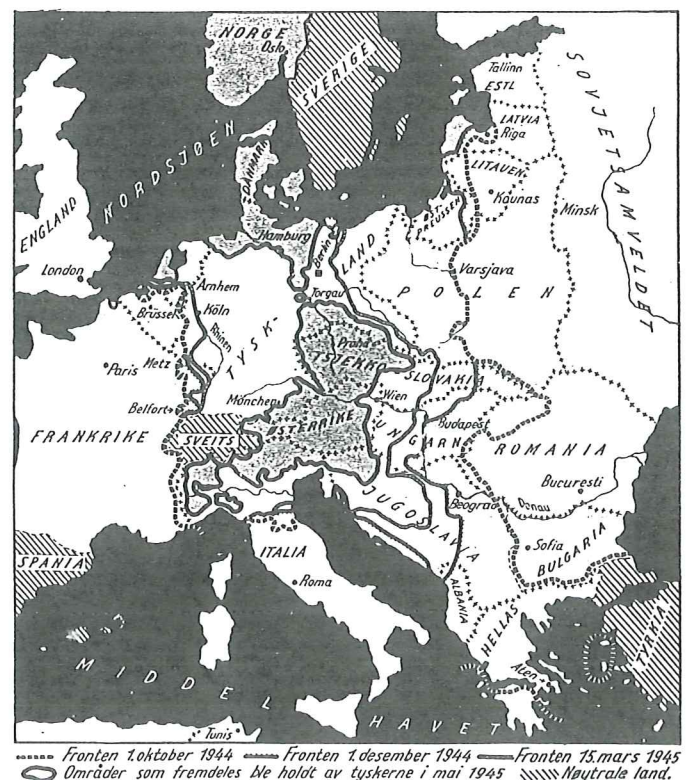 NORGE
Oslo
SVERIGE
Tallinn
ESTL
SOVJETSAMVELDET
LATVIA
Riga
NORDSJØEN
DANMARK
LITAUEN
Kaunas
Minsk
ENGLAND
ØST-
PRØUSSEN
Hamburg
Berlin
LAND
London
Arnhem
Torgau
Varsjava
POLEN
Brüssel
Köln
Rhinen
TYSK-
Praha
Paris
Metz
TSJEKKO
SLOVAKIA
München
Wien
Belfort
ØSTERRIKE
Budapest
FRANKRIKE
SVEITS
UNGARN
ROMANIA
Bucuresti
JUGOSLAVIA
Beograd
Donau
SPANIA
ITALIA
Sofia
BULGARIA
Roma
ALBANIA
HELLAS
TYRKIA
Aten
MIDDELHAVET
Tunis
Fronten 1.oktober 1944 Fronten 1.desember 1944 Fronten 15.mars 1945
Områder som fremdeles ble holdt av tyskerne i mai 1945 Nøytrale land.